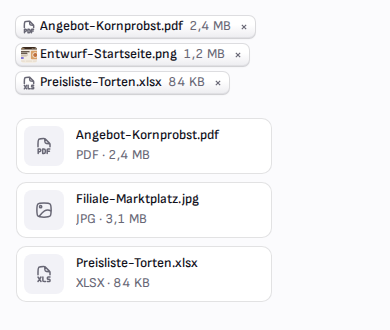 Angebot-Kornprobst.pdf 2,4 MB ×
Entwurf-Startseite.png 1,2 MB ×
XLS Preisliste-Torten.xlsx 84 KB ×
Angebot-Kornprobst.pdf
PDF PDF · 2,4 MB
Filiale-Marktplatz.jpg
JPG · 3,1 MB
Preisliste-Torten.xlsx
XLS XLSX · 84 KB